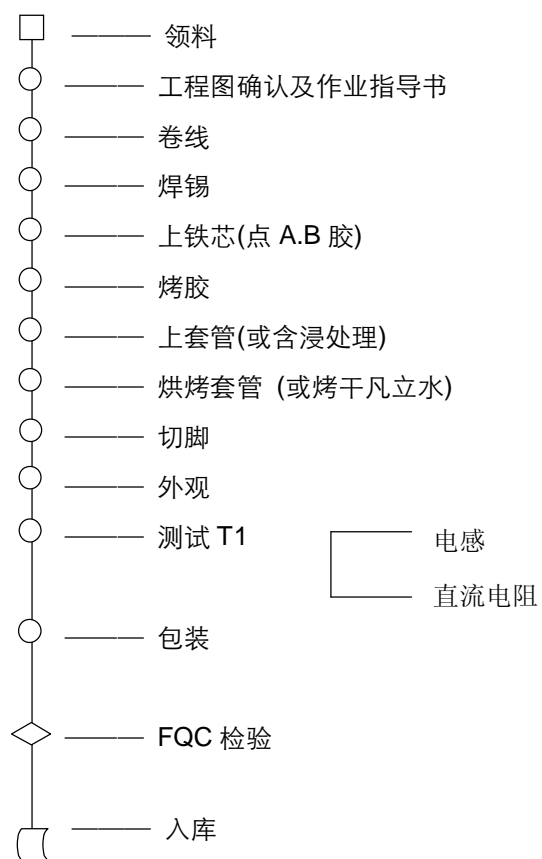 领料
工程图确认及作业指导书
卷线
焊锡
上铁芯(点 A.B 胶)
烤胶
上套管(或含浸处理)
烘烤套管 (或烤干凡立水)
切脚
外观
测试 T1
电感
直流电阻
包装
FQC 检验
入库